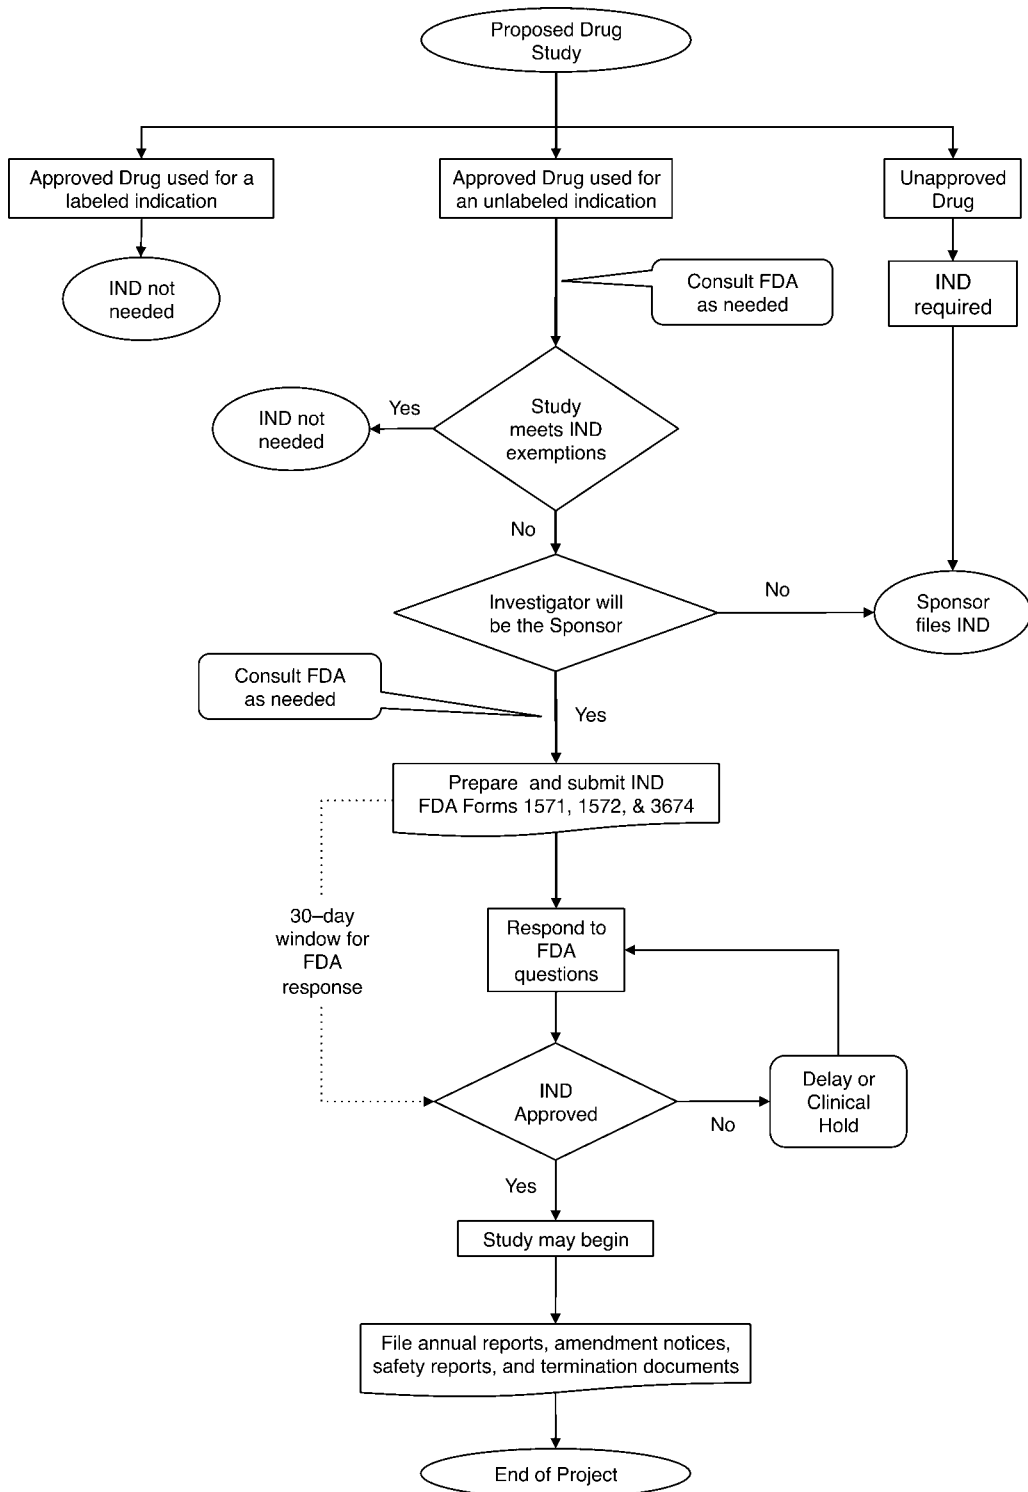 Proposed Drug
Study
Approved Drug used for a
labeled indication
Approved Drug used for
an unlabeled indication
Unapproved
Drug
IND not
needed
Consult FDA
as needed
IND
required
IND not
needed
Yes
Study
meets IND
exemptions
No
Investigator will
be the Sponsor
No
Sponsor
files IND
Consult FDA
as needed
Yes
Prepare and submit IND
FDA Forms 1571, 1572, & 3674
30–day
window for
FDA
response
Respond to
FDA
questions
IND
Approved
No
Delay or
Clinical
Hold
Yes
Study may begin
File annual reports, amendment notices,
safety reports, and termination documents
End of Project